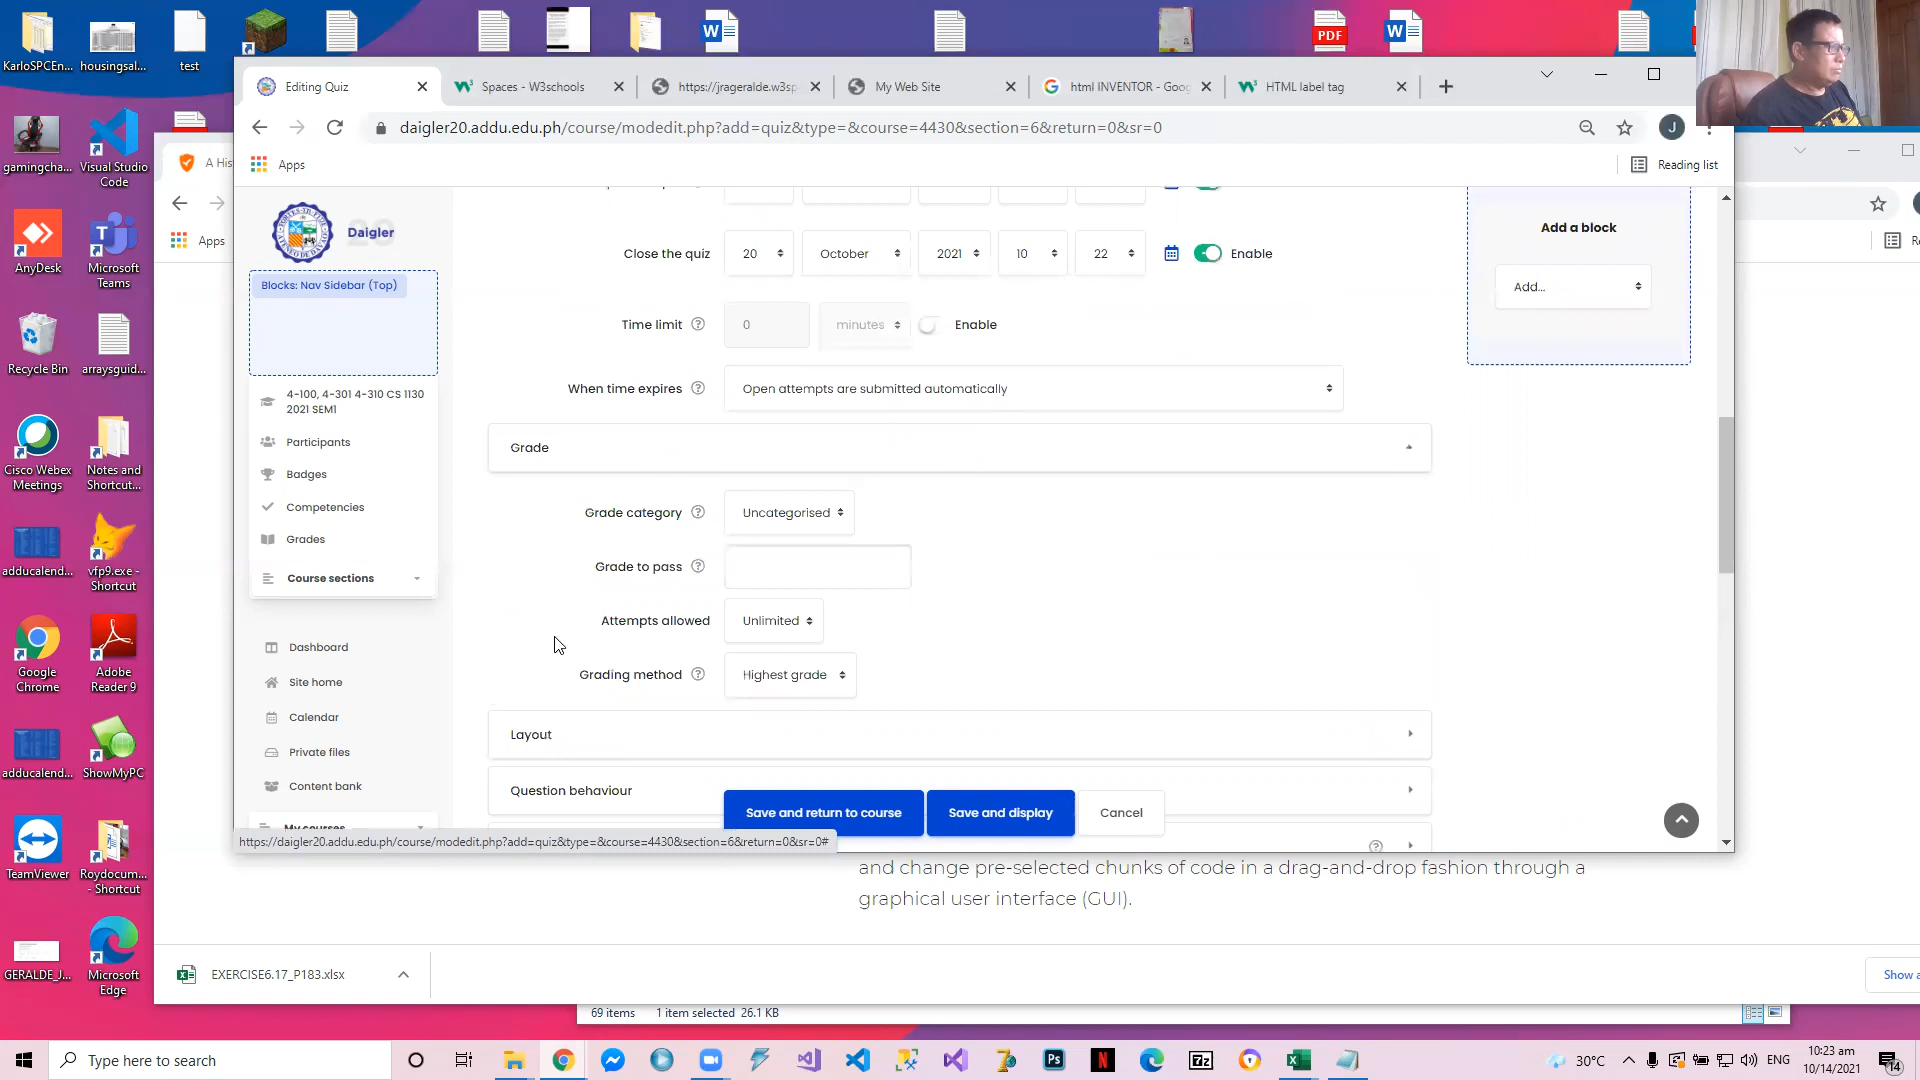 KarloSPCEn...
housingsal...
test
PDF
Editing Quiz
Spaces - W3schools
https://jrageralde.w3sp
My Web Site
html INVENTOR - Goog
HTML label tag
daigler20.addu.edu.ph/course/modedit.php?add=quiz&type=&course=4430&section=6&return=0&sr=0
J
Apps
Reading list
gamingcha...
Visual Studio
Code
A His
Apps
Daigler
Blocks: Nav Sidebar (Top)
4-100, 4-301 4-310 CS 1130
2021 SEM1
Participants
Badges
Competencies
Grades
Course sections
Dashboard
Site home
Calendar
Private files
Content bank
My courses
Close the quiz
20
October
2021
10
22
Enable
Time limit
0
minutes
Enable
When time expires
Open attempts are submitted automatically
Grade
Grade category
Uncategorised
Grade to pass
Attempts allowed
Unlimited
Grading method
Highest grade
Layout
Question behaviour
Save and return to course
Save and display
Cancel
Add a block
Add...
https://daigler20.addu.edu.ph/course/modedit.php?add=quiz&type=&course=4430&section=6&return=0&sr=0#
and change pre-selected chunks of code in a drag-and-drop fashion through a
graphical user interface (GUI).
AnyDesk
Microsoft
Teams
Recycle Bin
arraysguid...
Cisco Webex
Meetings
Notes and
Shortcut...
adducalend...
vfp9.exe -
Shortcut
Google
Chrome
Adobe
Reader 9
adducalend...
ShowMyPC
TeamViewer
Roydocum...
- Shortcut
GERALDE_J...
Microsoft
Edge
EXERCISE6.17_P183.xlsx
Show a
69 items
1 item selected 26.1 KB
Type here to search
30°C
ENG
10:23 am
10/14/2021
14